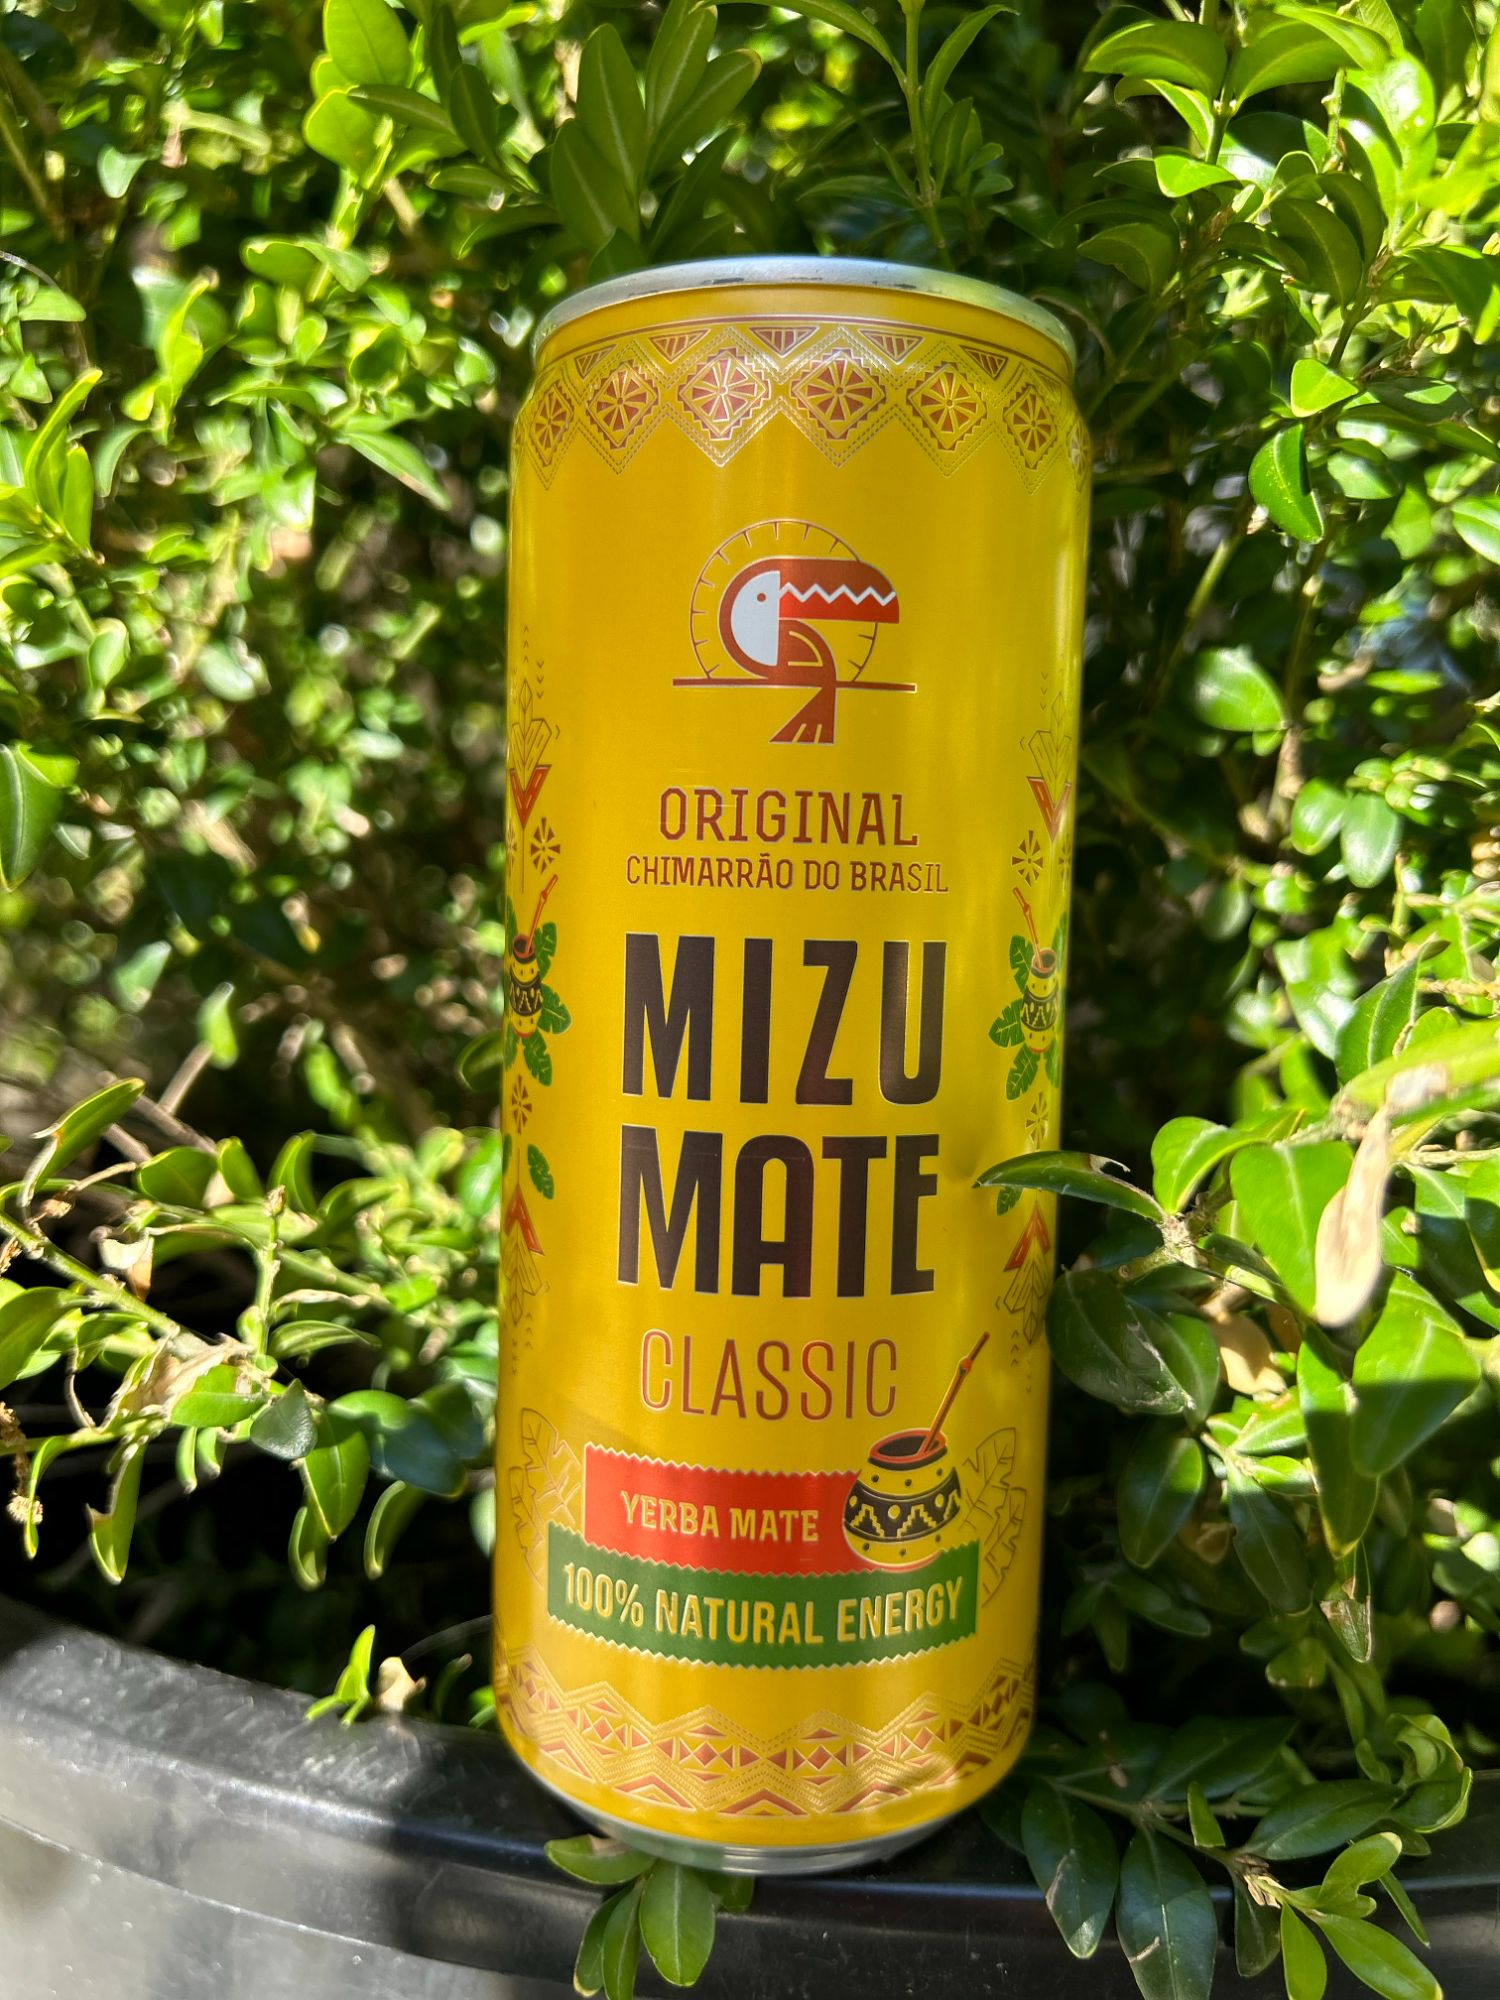 ORIGINAL
CHIMARRÃO DO BRASIL
MIZU
MATE
CLASSIC
YERBA MATE
100% NATURAL ENERGY